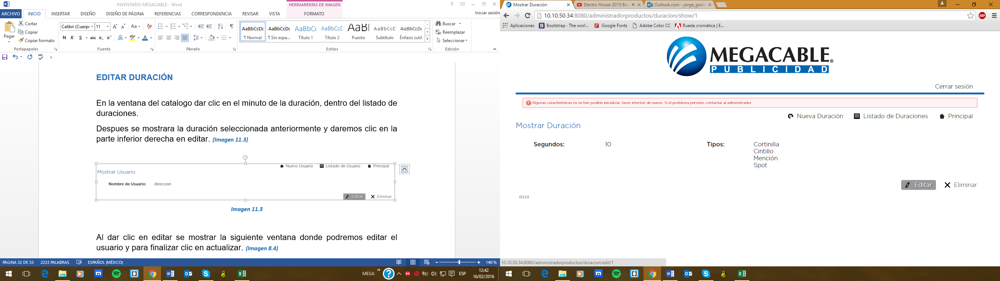 INVENTARIO MEGACABLE - Word
HERRAMIENTAS DE IMAGEN
ARCHIVO INICIO INSERTAR DISEÑO DISEÑO DE PÁGINA REFERENCIAS CORRESPONDENCIA REVISAR VISTA FORMATO Iniciar sesión
Pegar
Cortar
Copiar
Copiar formato
Portapapeles
Calibri (Cuerpo 11
N K S abc x₂ x²
Fuente
Párrafo
AaBbCcDc AaBbCcDc AaBbCc AaBbCcD AaBl AaBbCcD AaBbCcDc
¶ Normal ¶ Sin espa... Título 1 Título 2 Puesto Subtítulo Énfasis sutil
Estilos
Buscar
Reemplazar
Seleccionar
Edición
EDITAR DURACIÓN
En la ventana del catalogo dar clic en el minuto de la duración, dentro del listado de
duraciones.
Despues se mostrara la duración seleccionada anteriormente y daremos clic en la
parte inferior derecha en editar. (Imagen 11.3)
Nuevo Usuario Listado de Usuario Principal
Mostrar Usuario
Nombre de Usuario: direccion
Editar Eliminar
Imagen 11.3
Al dar clic en editar se mostrar la siguiente ventana donde podremos editar el
usuario y para finalizar clic en actualizar. (Imagen 8.4)
PÁGINA 32 DE 33 2233 PALABRAS ESPAÑOL (MÉXICO) 140 %
MEGA » ESP 12:42
16/02/2016
Mostrar Duración Electro House 2015 Bes Outlook.com - jorge_gutie
10.10.50.34:8080/administradorproductos/duracion/show/1
ABP
Aplicaciones Bootstrap · The worl... Google Fonts Adobe Color CC Rueda cromática | E...
MEGACABLE®
PUBLICIDAD
Cerrar sesión
Algunas características no se han podido inicializar, favor intentar de nuevo. Si el problema persiste, contactar al administrador.
Nueva Duración Listado de Duraciones Principal
Mostrar Duración
Segundos: 10 Tipos: Cortinilla
Cintillo
Mención
Spot
Editar Eliminar
0.1.23
10.10.50.34:8080/administradorproductos/duracion/edit/1